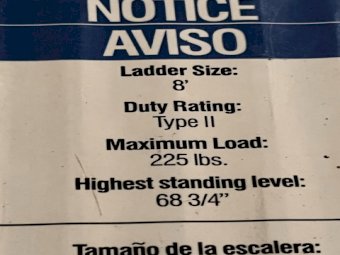 NOTICE
AVISO
Ladder Size:
8'
Duty Rating:
Type II
Maximum Load:
225 lbs.
Highest standing level:
68 3/4"
Tamaño de la escalera: